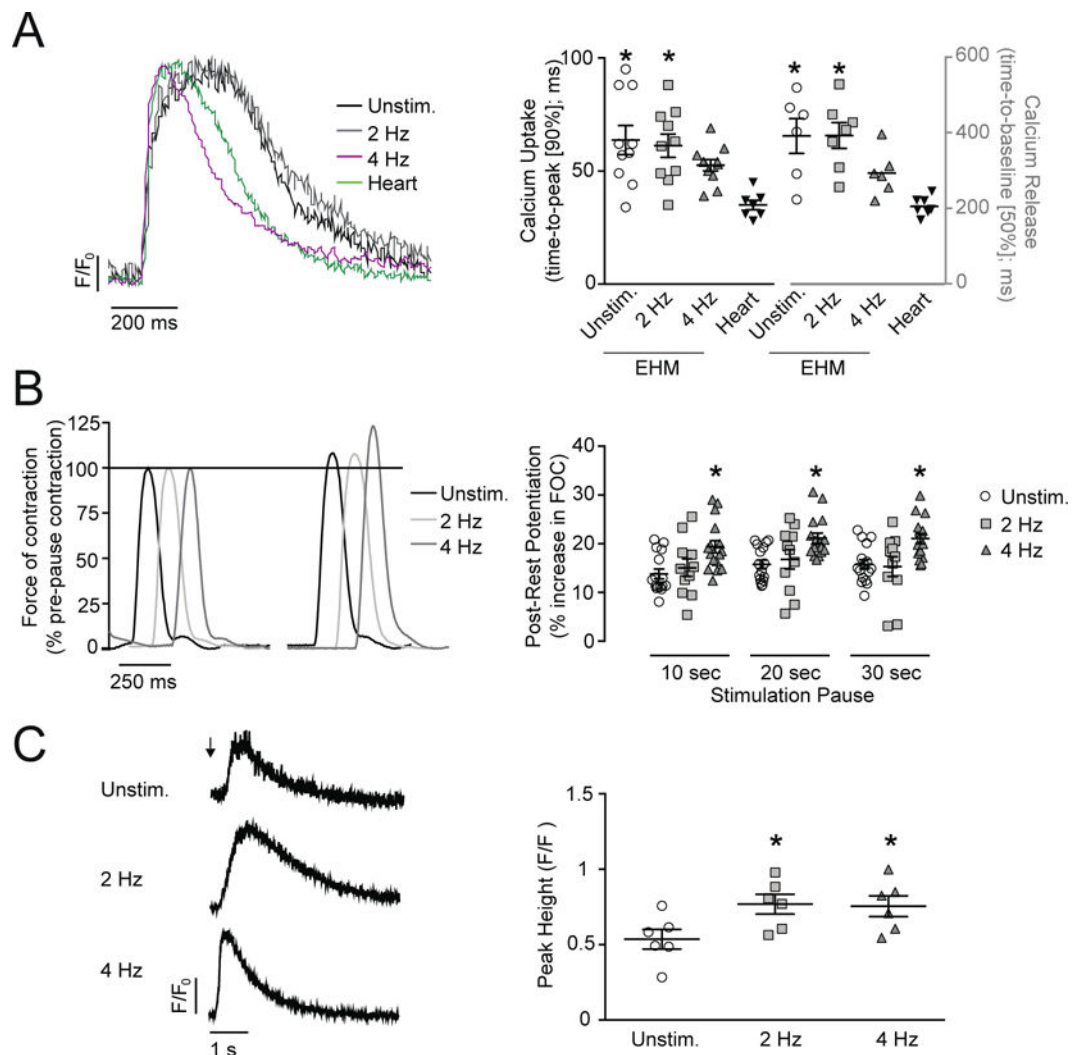 A
Unstim.
2 Hz
4 Hz
Heart
F/F0
200 ms
Calcium Uptake
(time-to-peak [90%]; ms)
100
50
0
* *
* *
600
400
200
0
Calcium Release
(time-to-baseline [50%]; ms)
Unstim.
2 Hz
4 Hz
Heart
Unstim.
2 Hz
4 Hz
Heart
EHM
EHM
B
Force of contraction
(% pre-pause contraction)
125
100
75
50
25
0
250 ms
Unstim.
2 Hz
4 Hz
Post-Rest Potentiation
(% increase in FOC)
40
30
20
10
0
* * *
Unstim.
2 Hz
4 Hz
10 sec
20 sec
30 sec
Stimulation Pause
C
Unstim.
2 Hz
4 Hz
F/F0
1 s
Peak Height (F/F )
1.5
1
0.5
0
* *
Unstim.
2 Hz
4 Hz